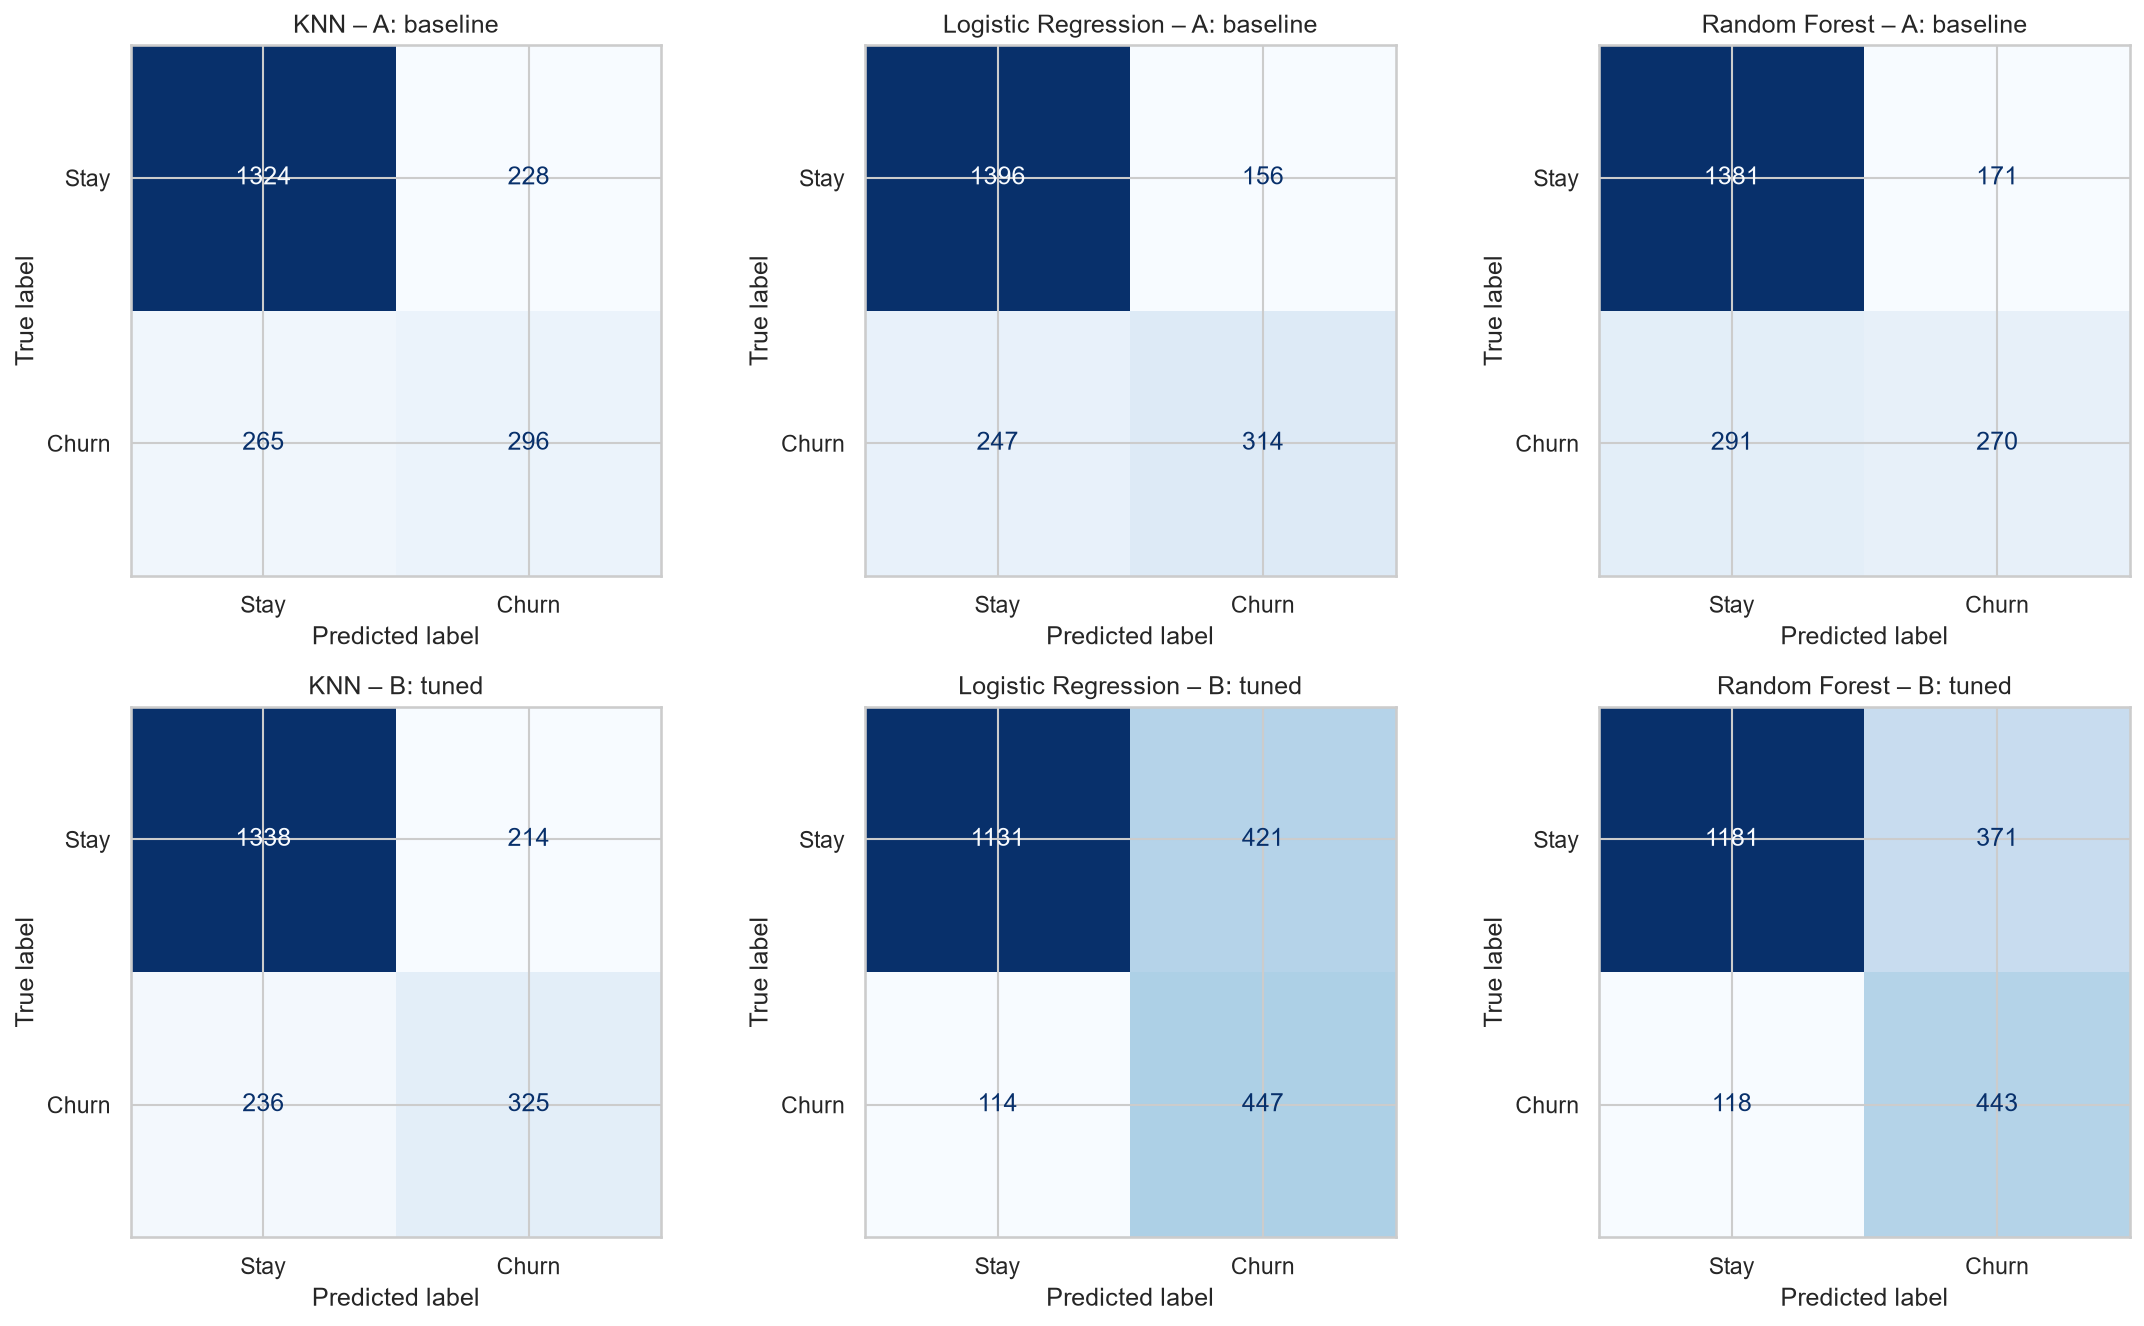 KNN – A: baseline
True label
Stay
1324
228
Churn
265
296
Stay
Churn
Predicted label
Logistic Regression – A: baseline
True label
Stay
1396
156
Churn
247
314
Stay
Churn
Predicted label
Random Forest – A: baseline
True label
Stay
1381
171
Churn
291
270
Stay
Churn
Predicted label
KNN – B: tuned
True label
Stay
1338
214
Churn
236
325
Stay
Churn
Predicted label
Logistic Regression – B: tuned
True label
Stay
1131
421
Churn
114
447
Stay
Churn
Predicted label
Random Forest – B: tuned
True label
Stay
1181
371
Churn
118
443
Stay
Churn
Predicted label